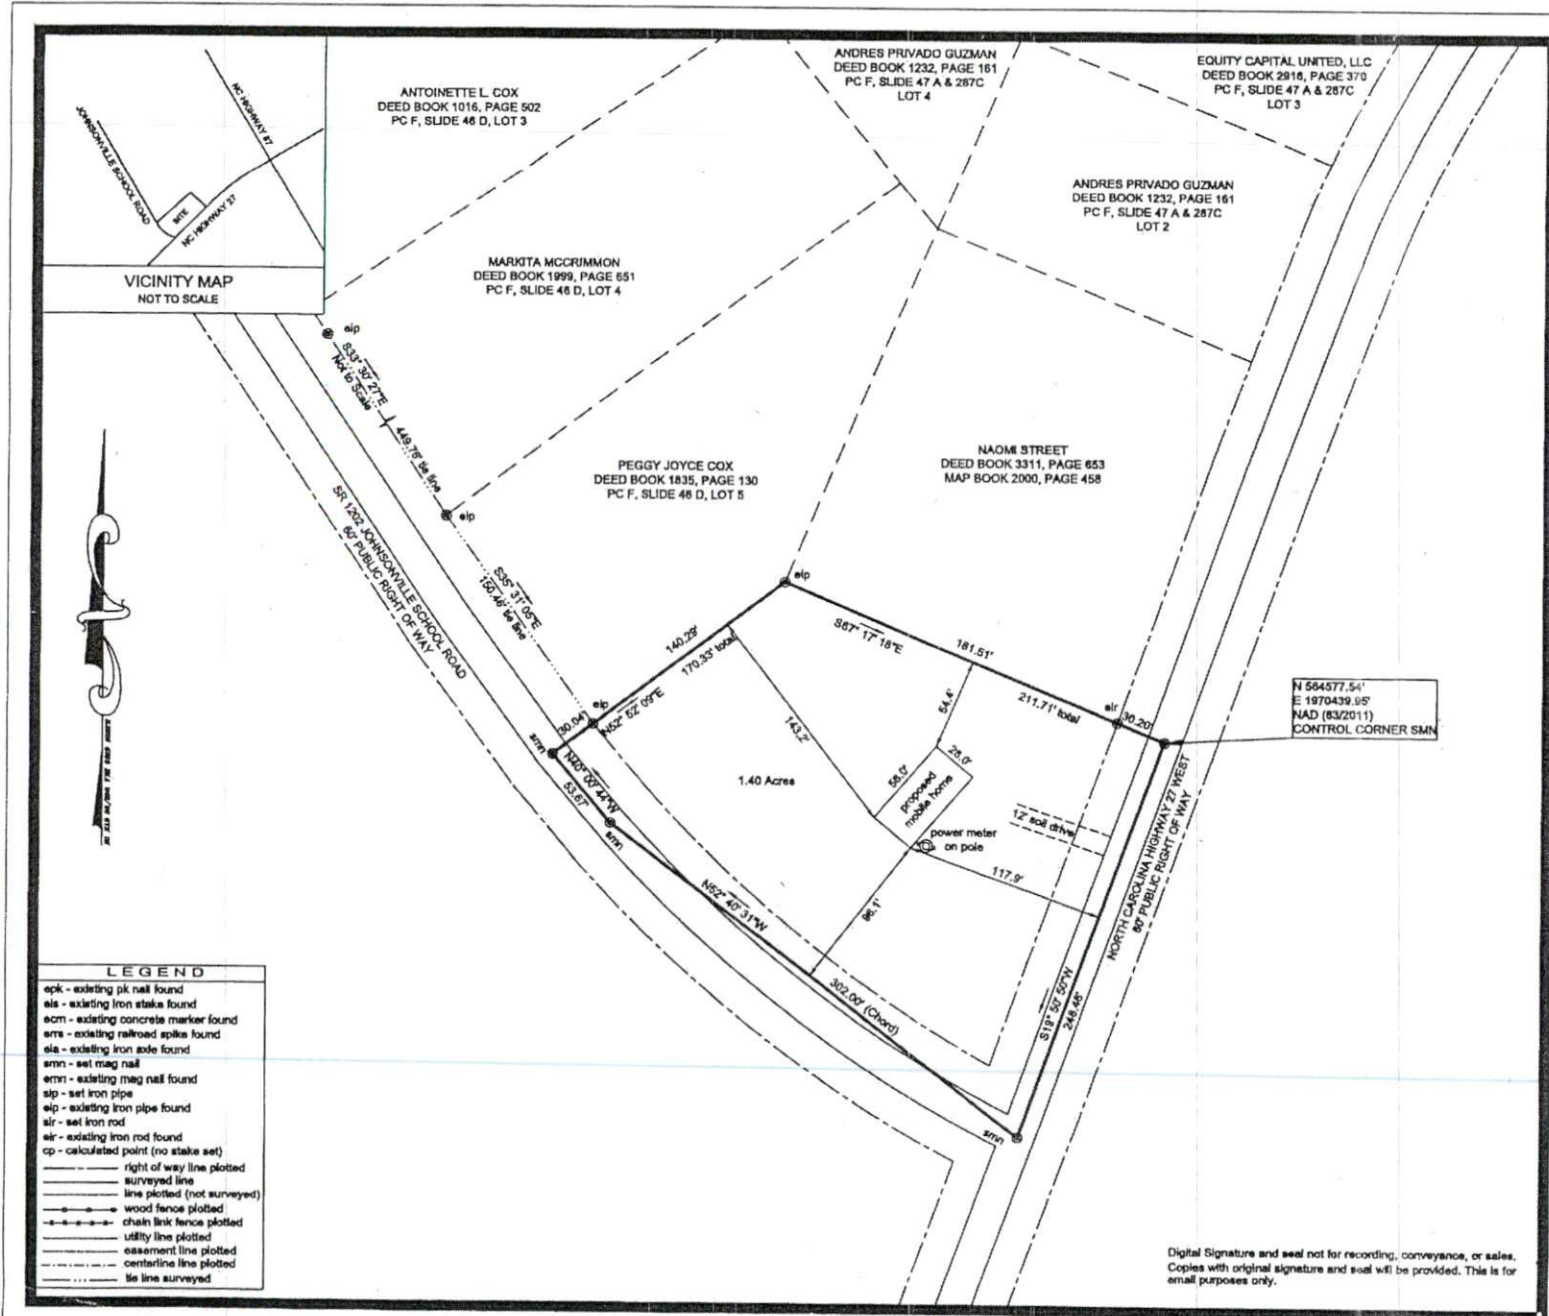 ANTOINETTE L. COX
DEED BOOK 1016, PAGE 502
PC F, SLIDE 46 D, LOT 3
ANDRES PRIVADO GUZMAN
DEED BOOK 1232, PAGE 161
PC F, SLIDE 47 A & 287C
LOT 4
EQUITY CAPITAL UNITED, LLC
DEED BOOK 2918, PAGE 370
PC F, SLIDE 47 A & 287C
LOT 3
NC HIGHWAY 87
JOHNSONVILLE SCHOOL ROAD
SITE
NC HIGHWAY 27
VICINITY MAP
NOT TO SCALE
ANDRES PRIVADO GUZMAN
DEED BOOK 1232, PAGE 161
PC F, SLIDE 47 A & 287C
LOT 2
MARKITA MCCRIMMON
DEED BOOK 1999, PAGE 651
PC F, SLIDE 46 D, LOT 4
eip
S33° 30' 27"E
Not to Scale
449.76' tie line
eip
PEGGY JOYCE COX
DEED BOOK 1835, PAGE 130
PC F, SLIDE 46 D, LOT 5
NAOMI STREET
DEED BOOK 3311, PAGE 653
MAP BOOK 2000, PAGE 458
SR 1202 JOHNSONVILLE SCHOOL ROAD
60' PUBLIC RIGHT OF WAY
S35° 31' 05"E
150.46' tie line
eip
140.29'
170.33' total
N52° 52' 09"E
eip
30.04'
smn
S67° 17' 18"E
181.51'
211.71' total
eir
30.20'
N 564577.54'
E 1970439.95'
NAD (83/2011)
CONTROL CORNER SMN
143.2'
54.4'
28.0'
56.0'
proposed
mobile home
1.40 Acres
N40° 00' 44"W
53.67'
smn
12' soil drive
power meter
on pole
117.9'
96.1'
NORTH CAROLINA HIGHWAY 27 WEST
60' PUBLIC RIGHT OF WAY
N52° 40' 31"W
302.00' (Chord)
S19° 50' 50"W
248.48'
smn
LEGEND
epk - existing pk nail found
eis - existing iron stake found
ecm - existing concrete marker found
errs - existing railroad spike found
eia - existing iron axle found
smn - set mag nail
emn - existing mag nail found
sip - set iron pipe
eip - existing iron pipe found
sir - set iron rod
eir - existing iron rod found
cp - calculated point (no stake set)
right of way line plotted
surveyed line
line plotted (not surveyed)
wood fence plotted
chain link fence plotted
utility line plotted
easement line plotted
centerline line plotted
tie line surveyed
Digital Signature and seal not for recording, conveyance, or sales.
Copies with original signature and seal will be provided. This is for
email purposes only.